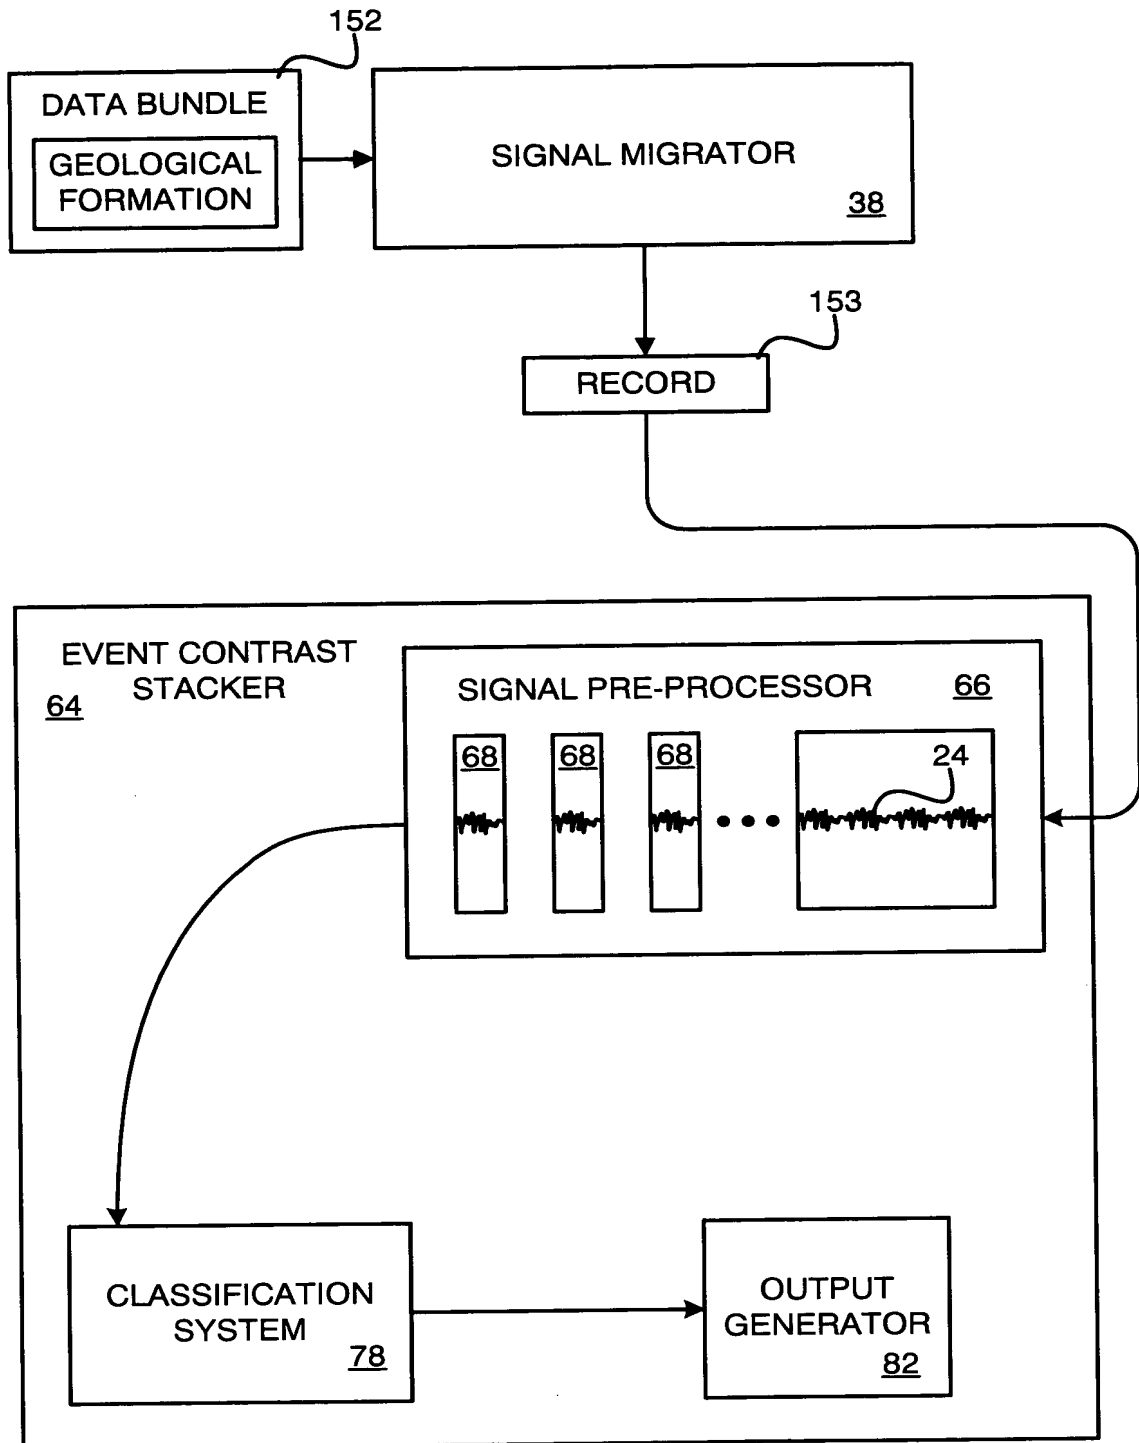 152
DATA BUNDLE
GEOLOGICAL
FORMATION
SIGNAL MIGRATOR
38
153
RECORD
EVENT CONTRAST
STACKER
64
SIGNAL PRE-PROCESSOR
66
68 68 68
24
CLASSIFICATION
SYSTEM
78
OUTPUT
GENERATOR
82